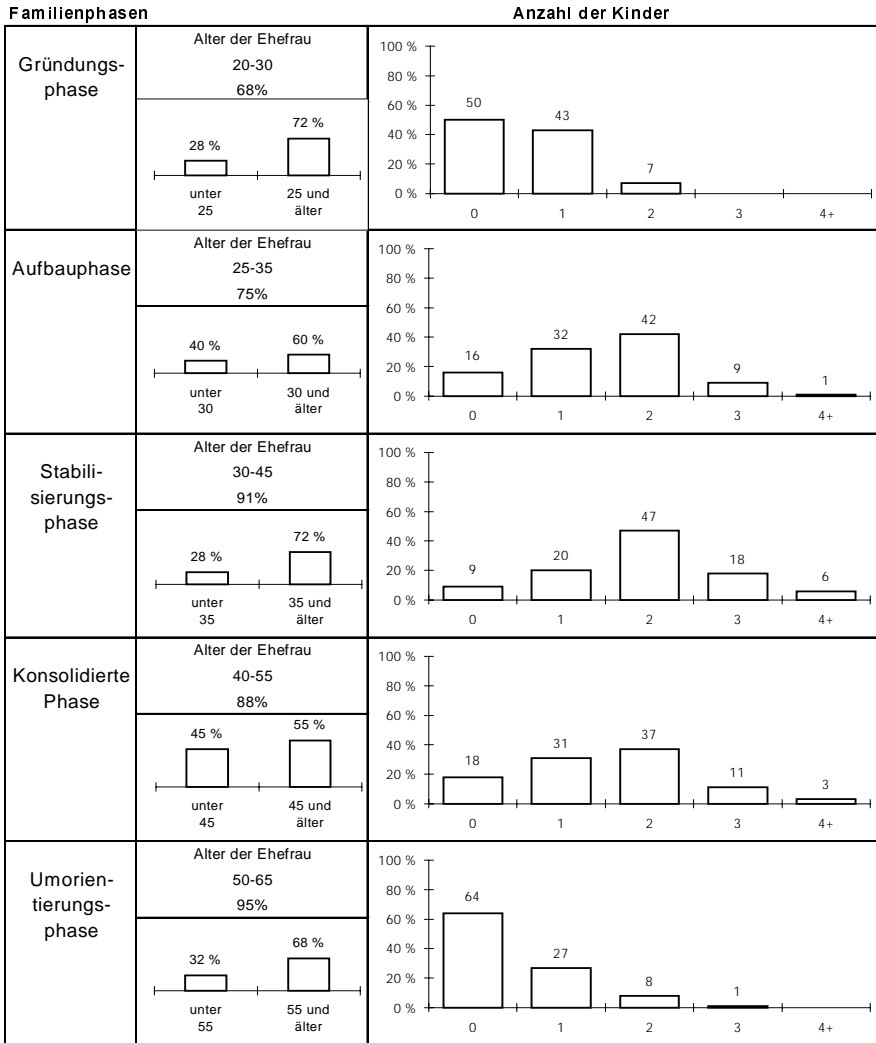 Familienphasen Anzahl der Kinder
Gründungs-
phase
Alter der Ehefrau
20-30
68%
28 %
72 %
unter
25
25 und
älter
100 %
80 %
60 %
40 %
20 %
0 %
50
43
7
0 1 2 3 4+
Aufbauphase
Alter der Ehefrau
25-35
75%
40 %
60 %
unter
30
30 und
älter
100 %
80 %
60 %
40 %
20 %
0 %
16
32
42
9
1
0 1 2 3 4+
Stabili-
sierungs-
phase
Alter der Ehefrau
30-45
91%
28 %
72 %
unter
35
35 und
älter
100 %
80 %
60 %
40 %
20 %
0 %
9
20
47
18
6
0 1 2 3 4+
Konsolidierte
Phase
Alter der Ehefrau
40-55
88%
45 %
55 %
unter
45
45 und
älter
100 %
80 %
60 %
40 %
20 %
0 %
18
31
37
11
3
0 1 2 3 4+
Umorien-
tierungs-
phase
Alter der Ehefrau
50-65
95%
32 %
68 %
unter
55
55 und
älter
100 %
80 %
60 %
40 %
20 %
0 %
64
27
8
1
0 1 2 3 4+